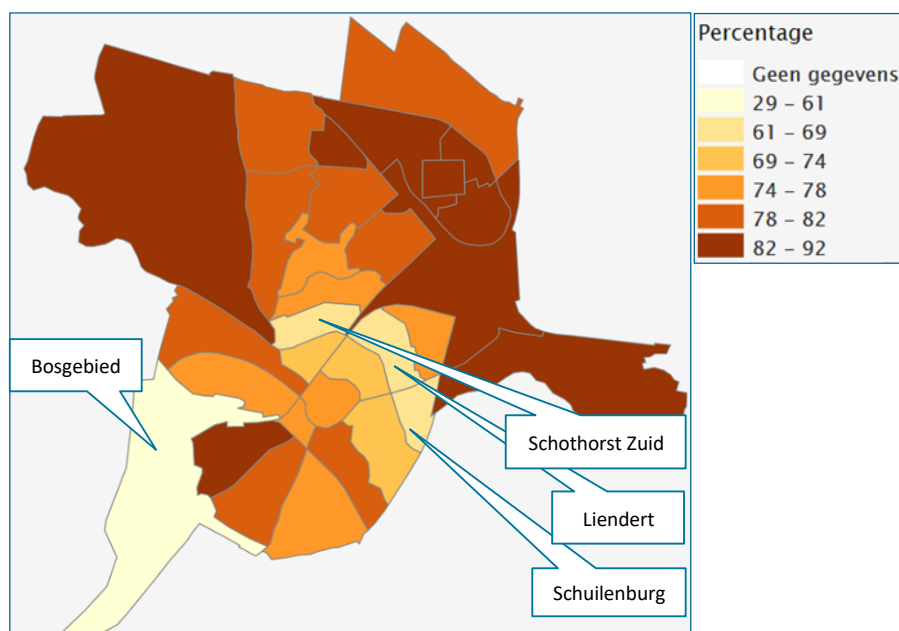 Percentage
Geen gegevens
29 – 61
61 – 69
69 – 74
74 – 78
78 – 82
82 – 92
Bosgebied
Schothorst Zuid
Liendert
Schuilenburg